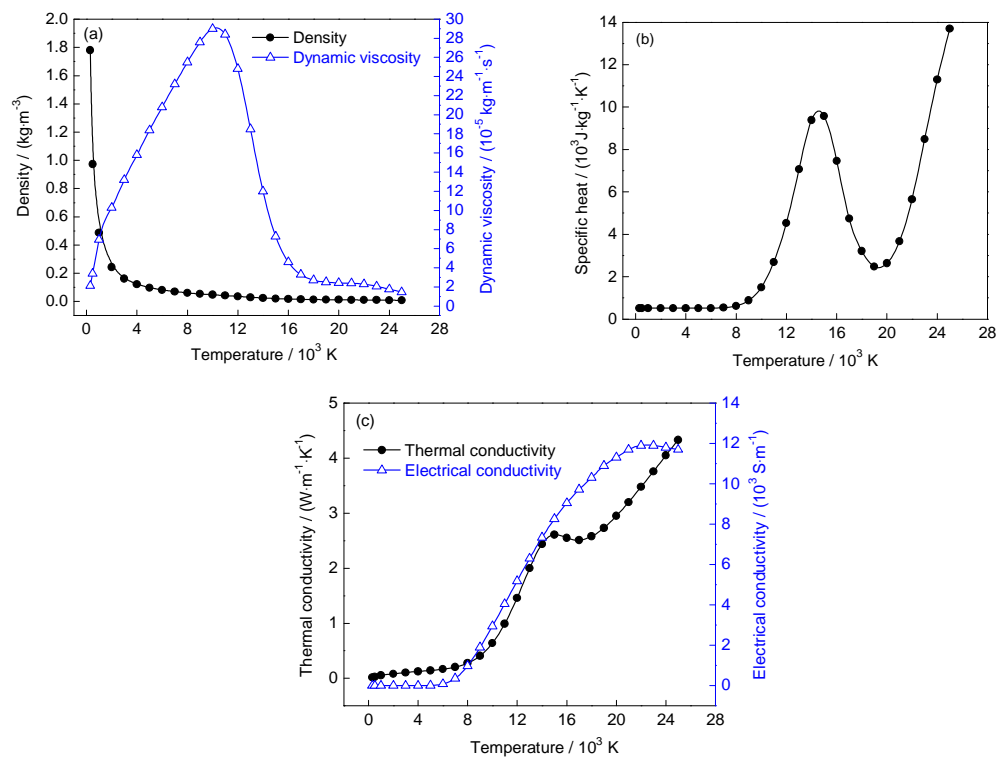 (a)
Density
Dynamic viscosity
2.0
1.8
1.6
1.4
1.2
1.0
0.8
0.6
0.4
0.2
0.0
Density / (kg·m⁻³)
30
28
26
24
22
20
18
16
14
12
10
8
6
4
2
0
Dynamic viscosity / (10⁻⁵ kg·m⁻¹·s⁻¹)
0 4 8 12 16 20 24 28
Temperature / 10³ K
(b)
14
12
10
8
6
4
2
0
Specific heat / (10³J·kg⁻¹·K⁻¹)
0 4 8 12 16 20 24 28
Temperature / 10³ K
(c)
Thermal conductivity
Electrical conductivity
5
4
3
2
1
0
Thermal conductivity / (W·m⁻¹·K⁻¹)
14
12
10
8
6
4
2
0
Electrical conductivity / (10³ S·m⁻¹)
0 4 8 12 16 20 24 28
Temperature / 10³ K